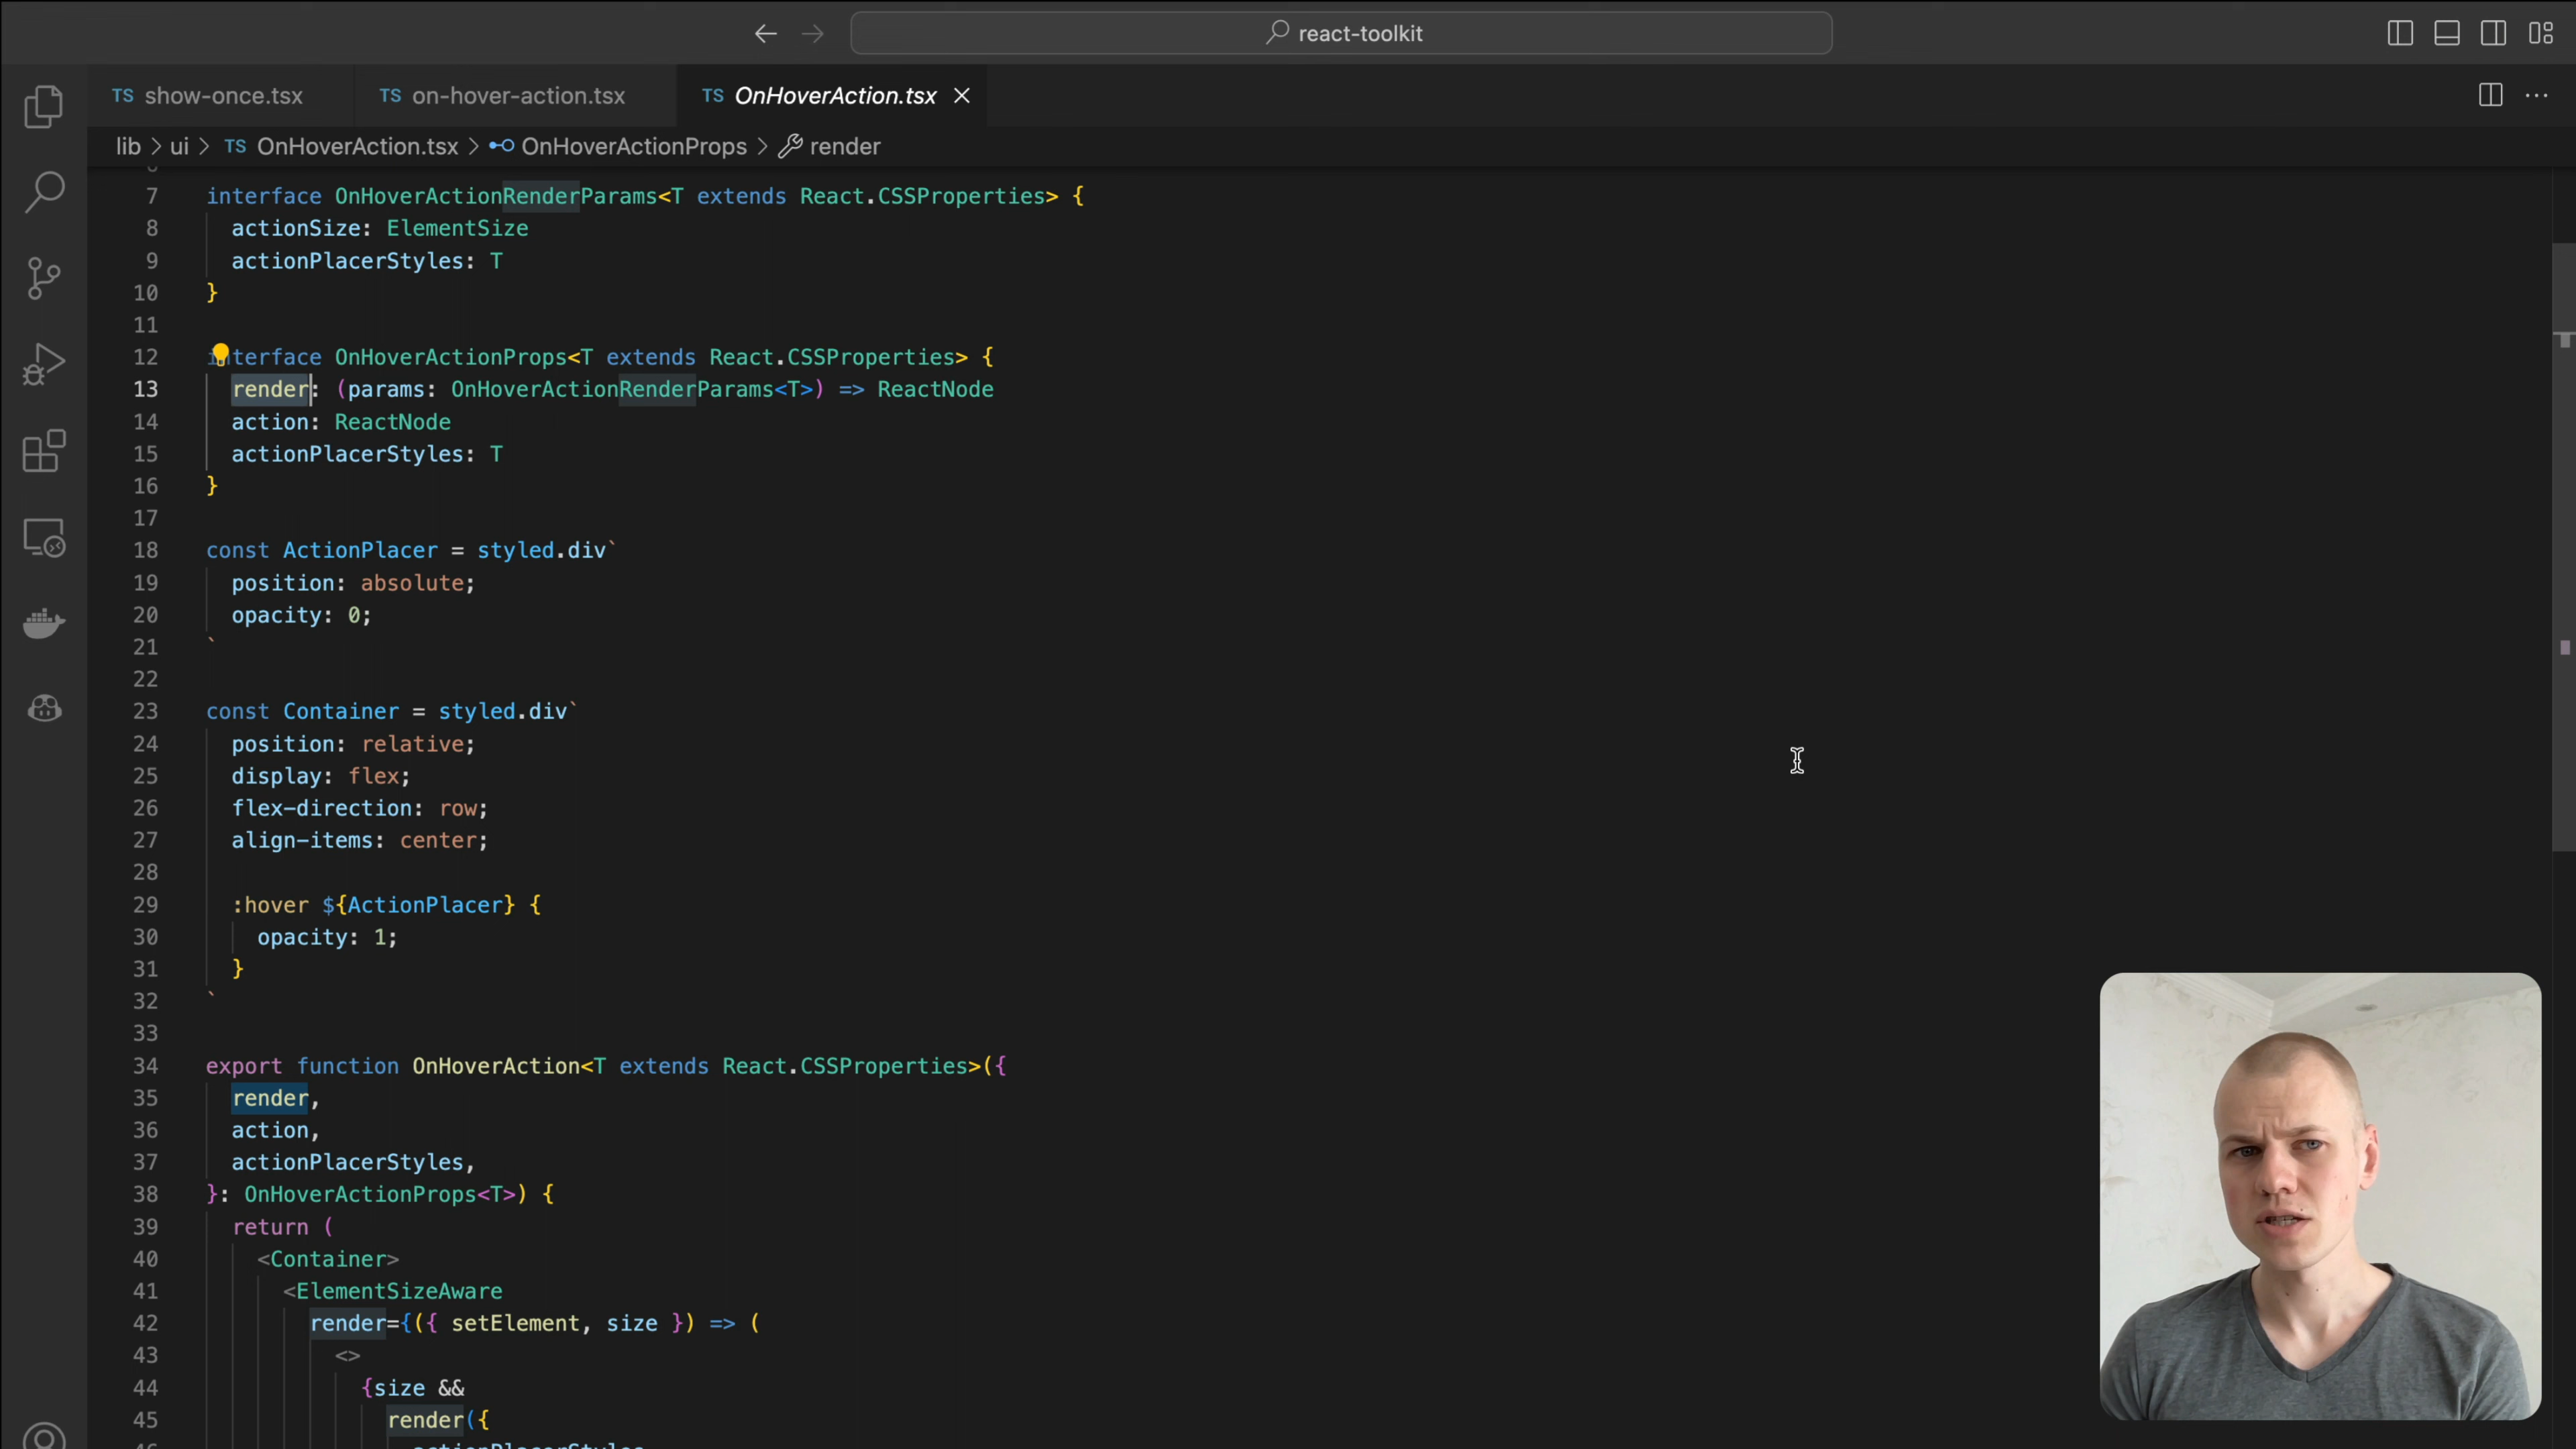 react-toolkit
TS show-once.tsx TS on-hover-action.tsx TS OnHoverAction.tsx
lib > ui > TS OnHoverAction.tsx > OnHoverActionProps > render
7 interface OnHoverActionRenderParams<T extends React.CSSProperties> {
8 actionSize: ElementSize
9 actionPlacerStyles: T
10 }
11
12 interface OnHoverActionProps<T extends React.CSSProperties> {
13 render: (params: OnHoverActionRenderParams<T>) => ReactNode
14 action: ReactNode
15 actionPlacerStyles: T
16 }
17
18 const ActionPlacer = styled.div`
19 position: absolute;
20 opacity: 0;
21 `
22
23 const Container = styled.div`
24 position: relative;
25 display: flex;
26 flex-direction: row;
27 align-items: center;
28
29 :hover ${ActionPlacer} {
30 opacity: 1;
31 }
32 `
33
34 export function OnHoverAction<T extends React.CSSProperties>({
35 render,
36 action,
37 actionPlacerStyles,
38 }: OnHoverActionProps<T>) {
39 return (
40 <Container>
41 <ElementSizeAware
42 render={({ setElement, size }) => (
43 <>
44 {size &&
45 render({